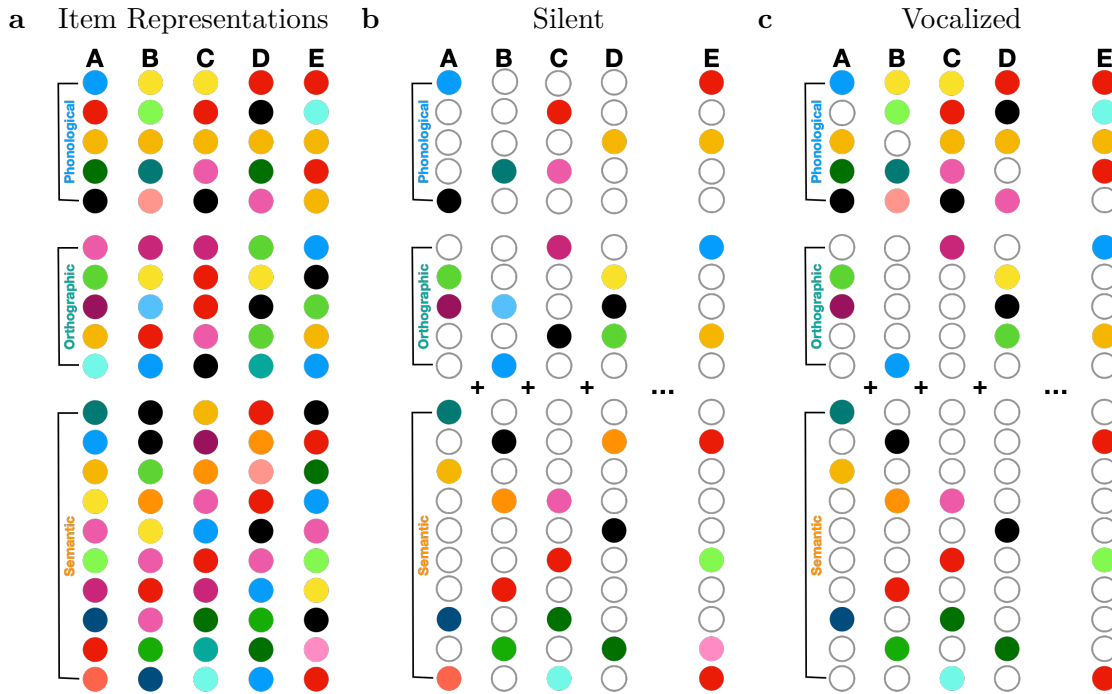 a Item Representations
b Silent
c Vocalized
A B C D E
A B C D E
A B C D E
Phonological
Phonological
Phonological
Orthographic
Orthographic
Orthographic
+ + + ...
+ + + ...
Semantic
Semantic
Semantic